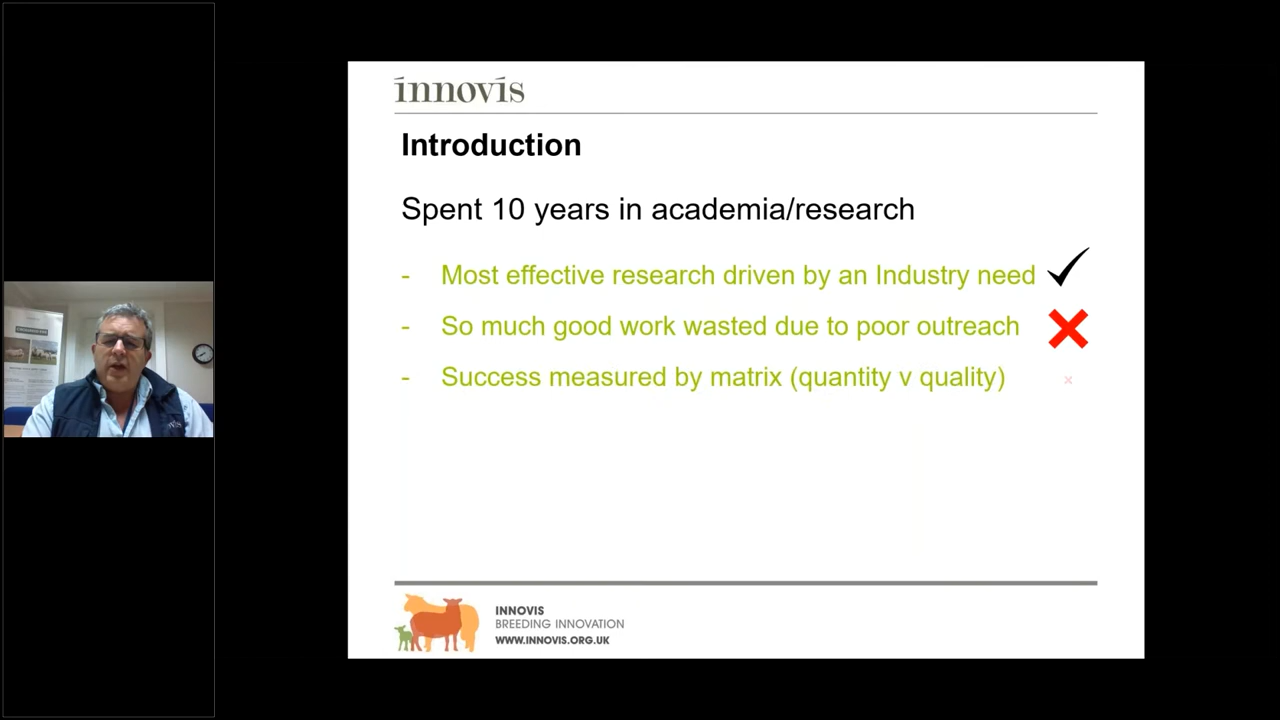 innovis
Introduction
Spent 10 years in academia/research
- Most effective research driven by an Industry need
- So much good work wasted due to poor outreach
- Success measured by matrix (quantity v quality)
INNOVIS
BREEDING INNOVATION
WWW.INNOVIS.ORG.UK